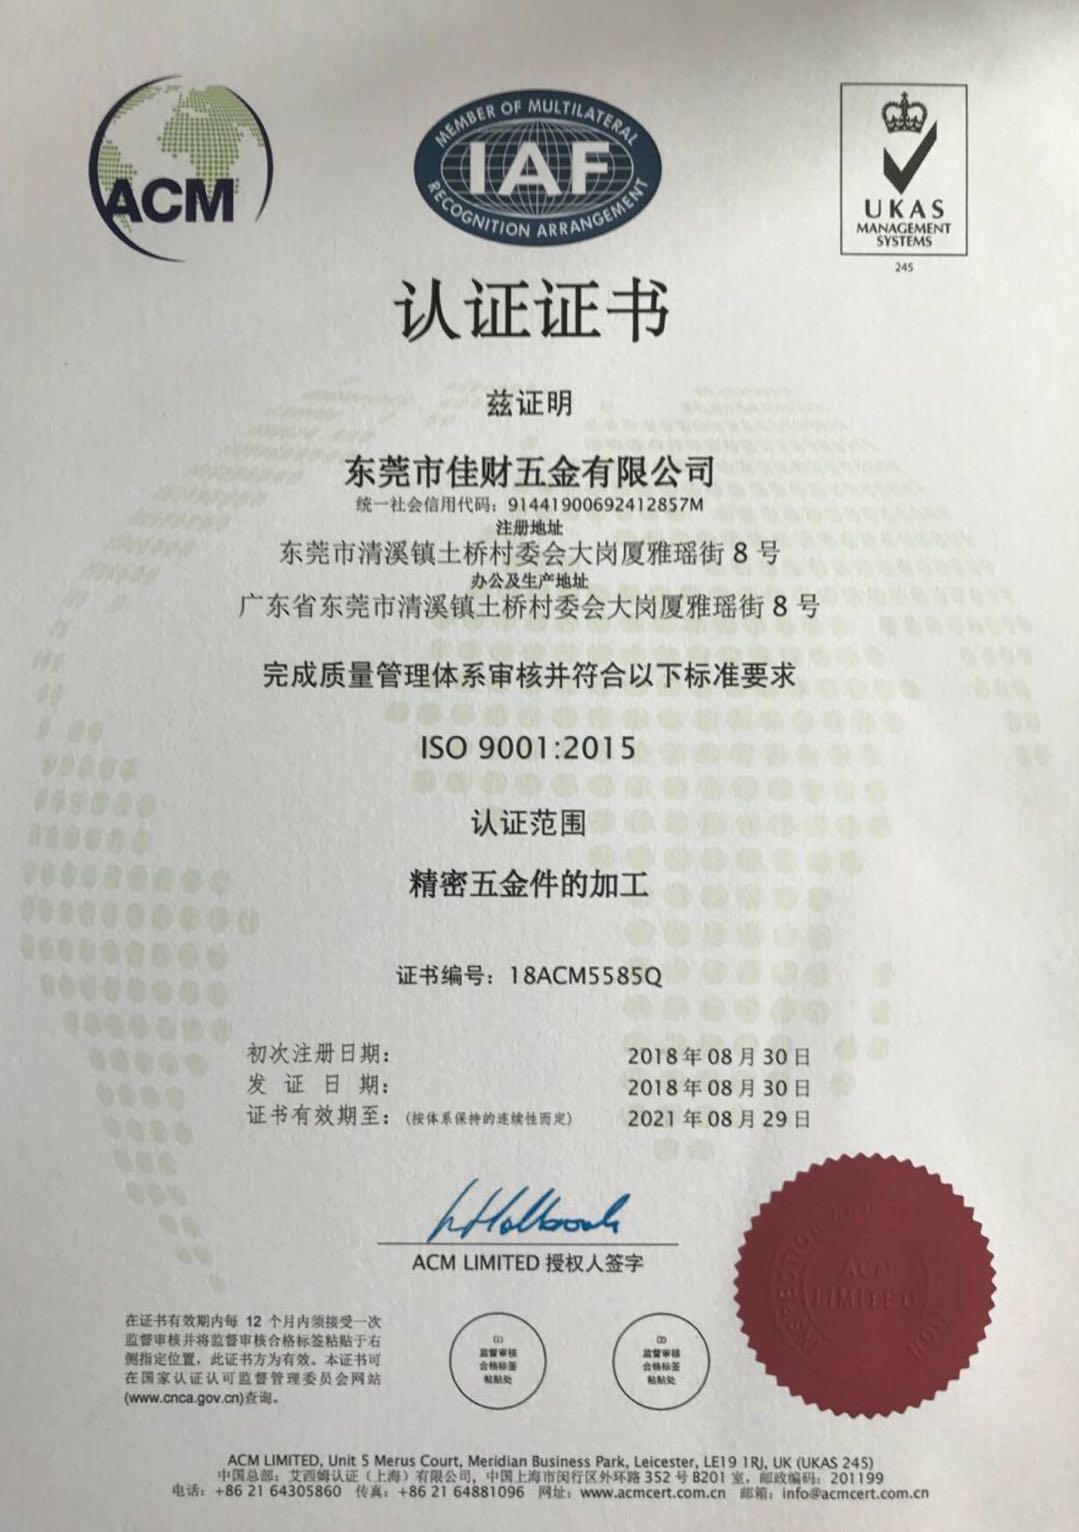 ACM
MEMBER OF MULTILATERAL
IAF
RECOGNITION ARRANGEMENT
UKAS
MANAGEMENT
SYSTEMS
245
认证证书
兹证明
东莞市佳财五金有限公司
统一社会信用代码：91441900692412857M
注册地址
东莞市清溪镇土桥村委会大岗厦雅瑶街 8 号
办公及生产地址
广东省东莞市清溪镇土桥村委会大岗厦雅瑶街 8 号
完成质量管理体系审核并符合以下标准要求
ISO 9001:2015
认证范围
精密五金件的加工
证书编号：18ACM5585Q
初次注册日期： 2018 年 08 月 30 日
发 证 日 期： 2018 年 08 月 30 日
证书有效期至：(按体系保持的连续性而定) 2021 年 08 月 29 日
ACM LIMITED 授权人签字
在证书有效期内每 12 个月内须接受一次
监督审核并将监督审核合格标签粘贴于右
侧指定位置，此证书方为有效。本证书可
在国家认证认可监督管理委员会网站
(www.cnca.gov.cn)查询。
(1)
监督审核
合格标签
粘贴处
(2)
监督审核
合格标签
粘贴处
ACM
LIMITED
ACM LIMITED, Unit 5 Merus Court, Meridian Business Park, Leicester, LE19 1RJ, UK (UKAS 245)
中国总部：艾西姆认证（上海）有限公司，中国上海市闵行区外环路 352 号 B201 室，邮政编码：201199
电话：+86 21 64305860 传真：+86 21 64881096 网址：www.acmcert.com.cn 邮箱：info@acmcert.com.cn